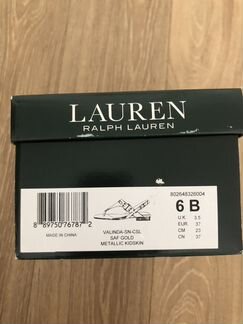 LAUREN
RALPH LAUREN
802648326004
6 B
U.K. 3.5
EUR 37
CM 23
CN 37
8 89750 76787 2
MADE IN CHINA
VALINDA-SN-CSL
SAF GOLD
METALLIC KIDSKIN